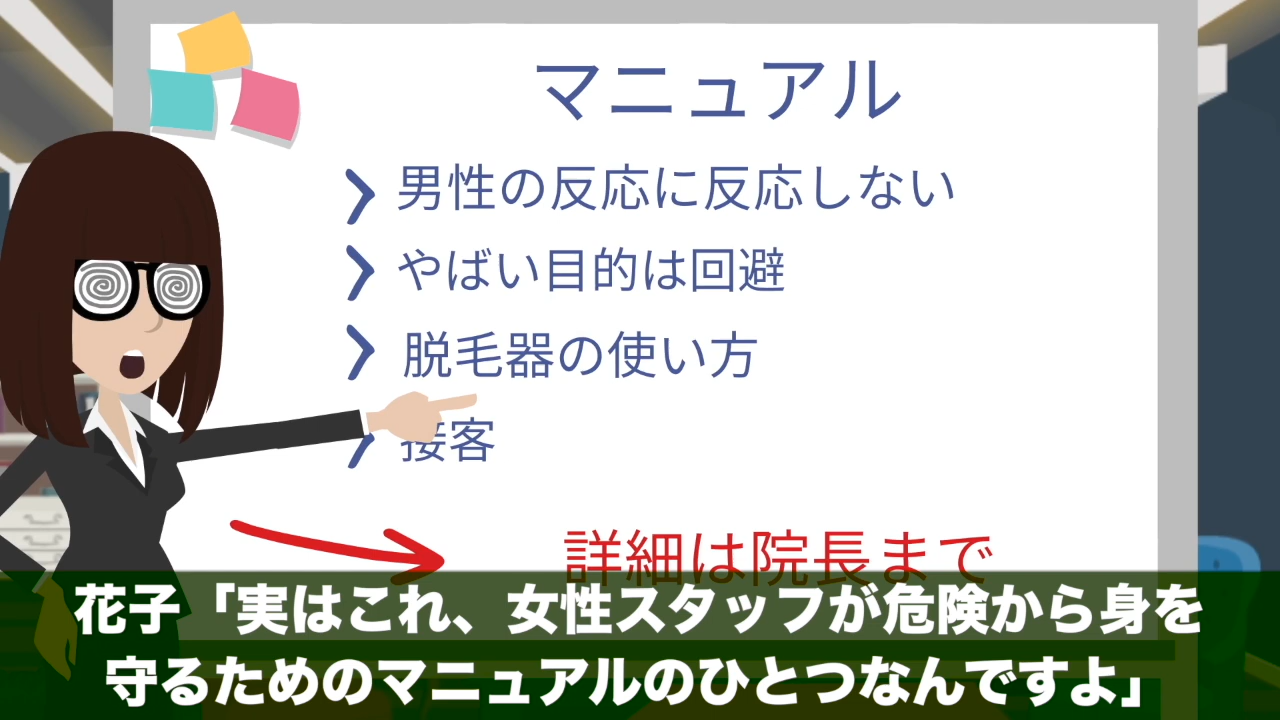 マニュアル
男性の反応に反応しない
やばい目的は回避
脱毛器の使い方
接客
詳細は院長まで
花子「実はこれ、女性スタッフが危険から身を
守るためのマニュアルのひとつなんですよ」